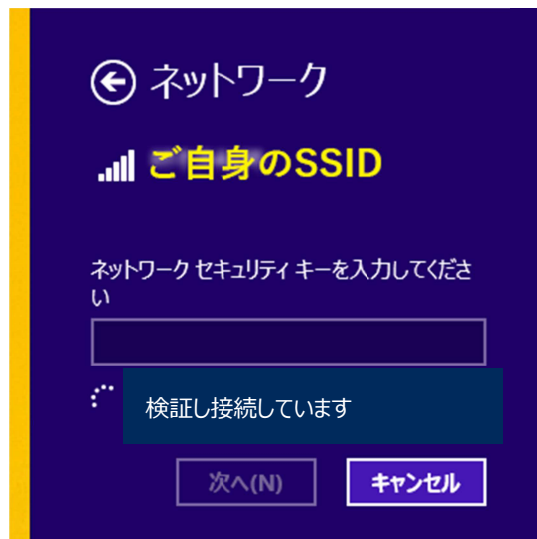 ネットワーク
ご自身のSSID
ネットワーク セキュリティ キーを入力してくださ
い
検証し接続しています
次へ(N)
キャンセル